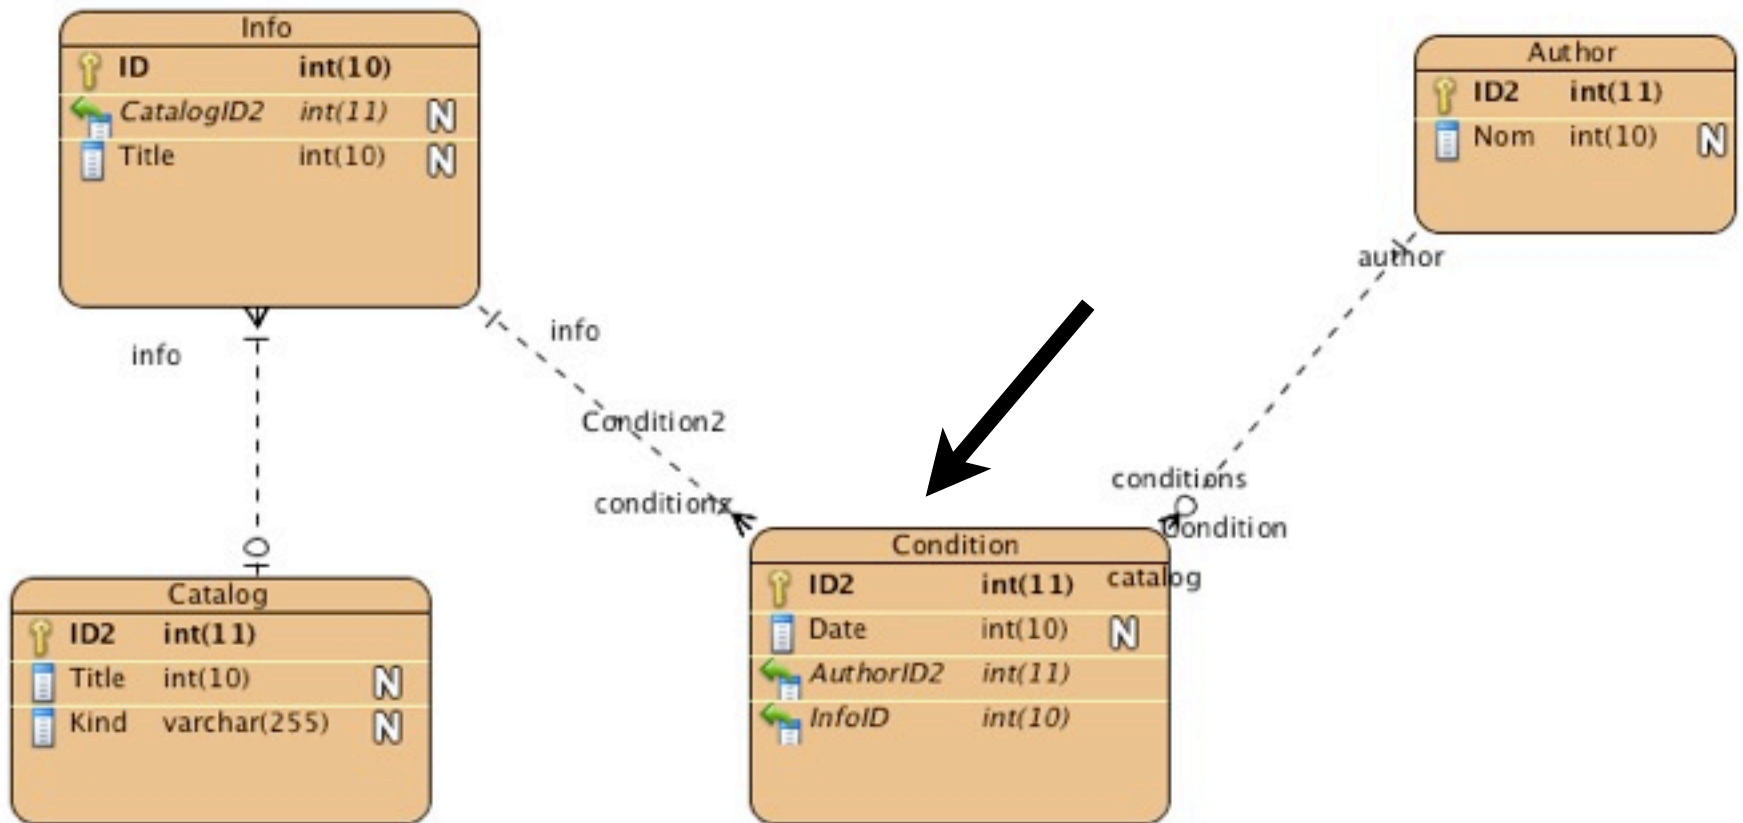 Info
ID int(10)
CatalogID2 int(11) N
Title int(10) N
Author
ID2 int(11)
Nom int(10) N
author
info
info
Condition2
conditions
conditions
Condition
Catalog
ID2 int(11)
Title int(10) N
Kind varchar(255) N
Condition
ID2 int(11)
catalog
Date int(10) N
AuthorID2 int(11)
InfoID int(10)